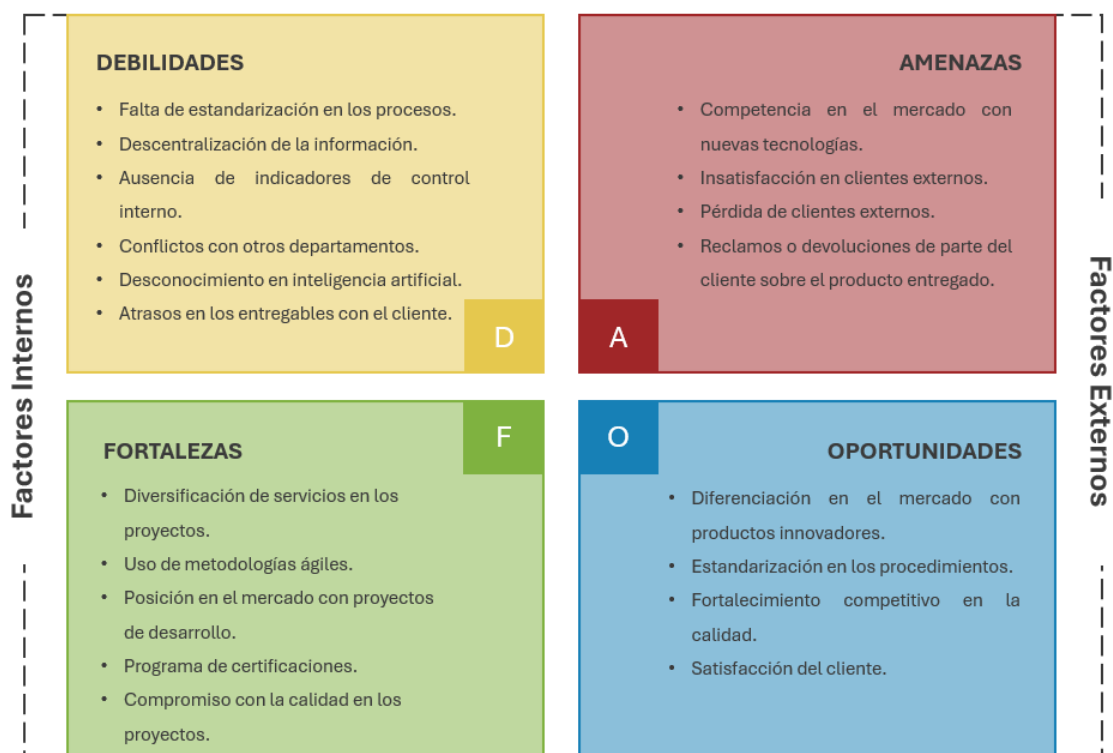 Factores Internos
DEBILIDADES
• Falta de estandarización en los procesos.
• Descentralización de la información.
• Ausencia de indicadores de control
interno.
• Conflictos con otros departamentos.
• Desconocimiento en inteligencia artificial.
• Atrasos en los entregables con el cliente.
D
AMENAZAS
• Competencia en el mercado con
nuevas tecnologías.
• Insatisfacción en clientes externos.
• Pérdida de clientes externos.
• Reclamos o devoluciones de parte del
cliente sobre el producto entregado.
A
Factores Externos
F
FORTALEZAS
• Diversificación de servicios en los
proyectos.
• Uso de metodologías ágiles.
• Posición en el mercado con proyectos
de desarrollo.
• Programa de certificaciones.
• Compromiso con la calidad en los
proyectos.
O
OPORTUNIDADES
• Diferenciación en el mercado con
productos innovadores.
• Estandarización en los procedimientos.
• Fortalecimiento competitivo en la
calidad.
• Satisfacción del cliente.